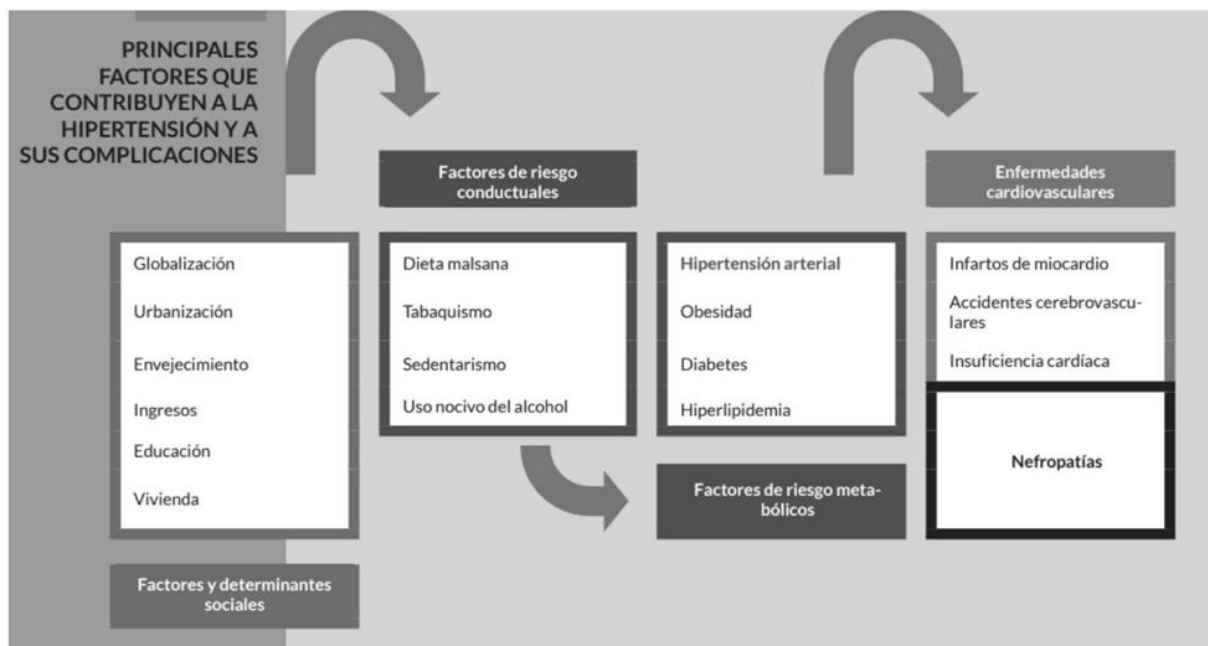 PRINCIPALES
FACTORES QUE
CONTRIBUYEN A LA
HIPERTENSIÓN Y A
SUS COMPLICACIONES
Factores y determinantes
sociales
Globalización
Urbanización
Envejecimiento
Ingresos
Educación
Vivienda
Factores de riesgo
conductuales
Dieta malsana
Tabaquismo
Sedentarismo
Uso nocivo del alcohol
Factores de riesgo meta-
bólicos
Hipertensión arterial
Obesidad
Diabetes
Hiperlipidemia
Enfermedades
cardiovasculares
Infartos de miocardio
Accidentes cerebrovascu-
lares
Insuficiencia cardíaca
Nefropatías